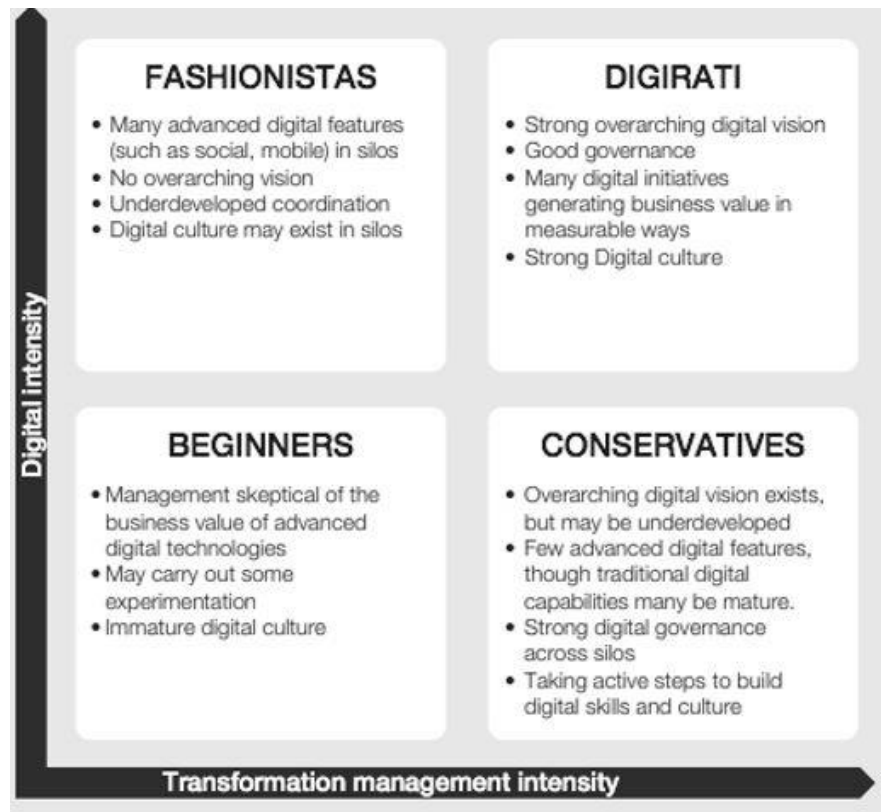 FASHIONISTAS
• Many advanced digital features
(such as social, mobile) in silos
• No overarching vision
• Underdeveloped coordination
• Digital culture may exist in silos
DIGIRATI
• Strong overarching digital vision
• Good governance
• Many digital initiatives
generating business value in
measurable ways
• Strong Digital culture
Digital intensity
BEGINNERS
• Management skeptical of the
business value of advanced
digital technologies
• May carry out some
experimentation
• Immature digital culture
CONSERVATIVES
• Overarching digital vision exists,
but may be underdeveloped
• Few advanced digital features,
though traditional digital
capabilities many be mature.
• Strong digital governance
across silos
• Taking active steps to build
digital skills and culture
Transformation management intensity